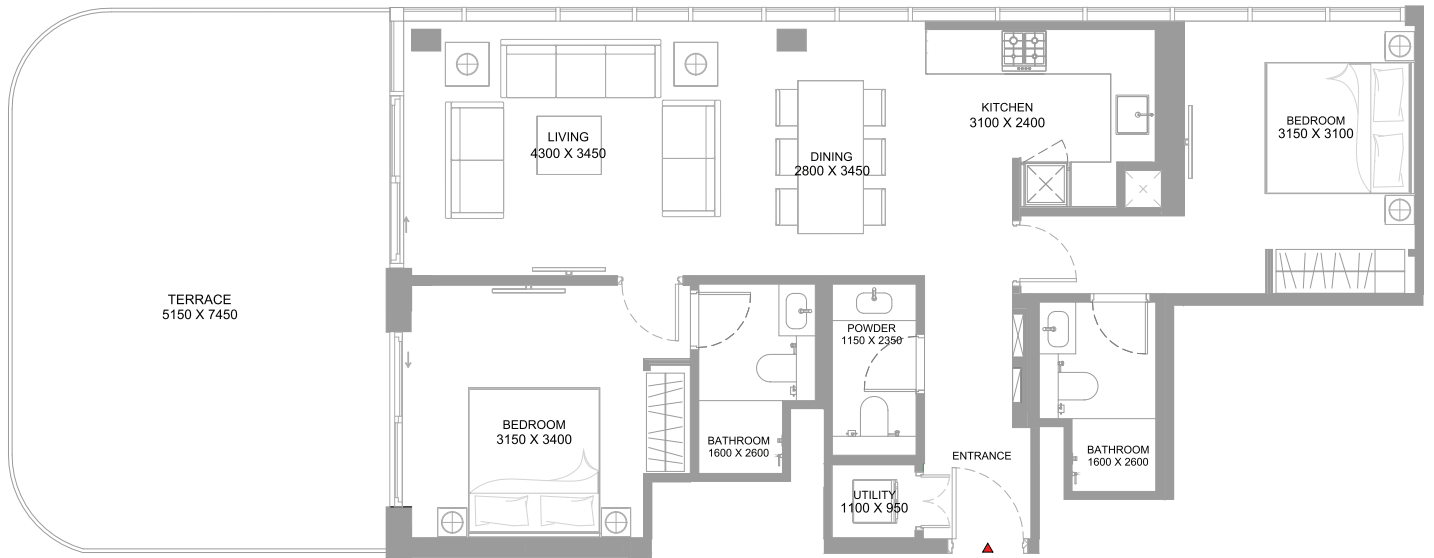 LIVING
4300 X 3450
DINING
2800 X 3450
KITCHEN
3100 X 2400
BEDROOM
3150 X 3100
TERRACE
5150 X 7450
BEDROOM
3150 X 3400
BATHROOM
1600 X 2600
POWDER
1150 X 2350
UTILITY
1100 X 950
ENTRANCE
BATHROOM
1600 X 2600